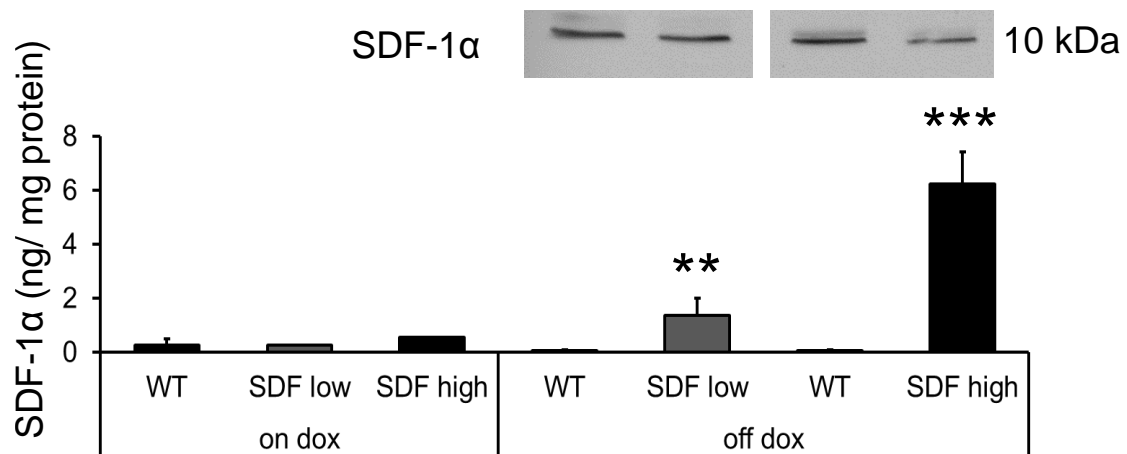 SDF-1α
10 kDa
SDF-1α (ng/ mg protein)
***
**
8
6
4
2
0
WT SDF low SDF high WT SDF low WT SDF high
on dox off dox